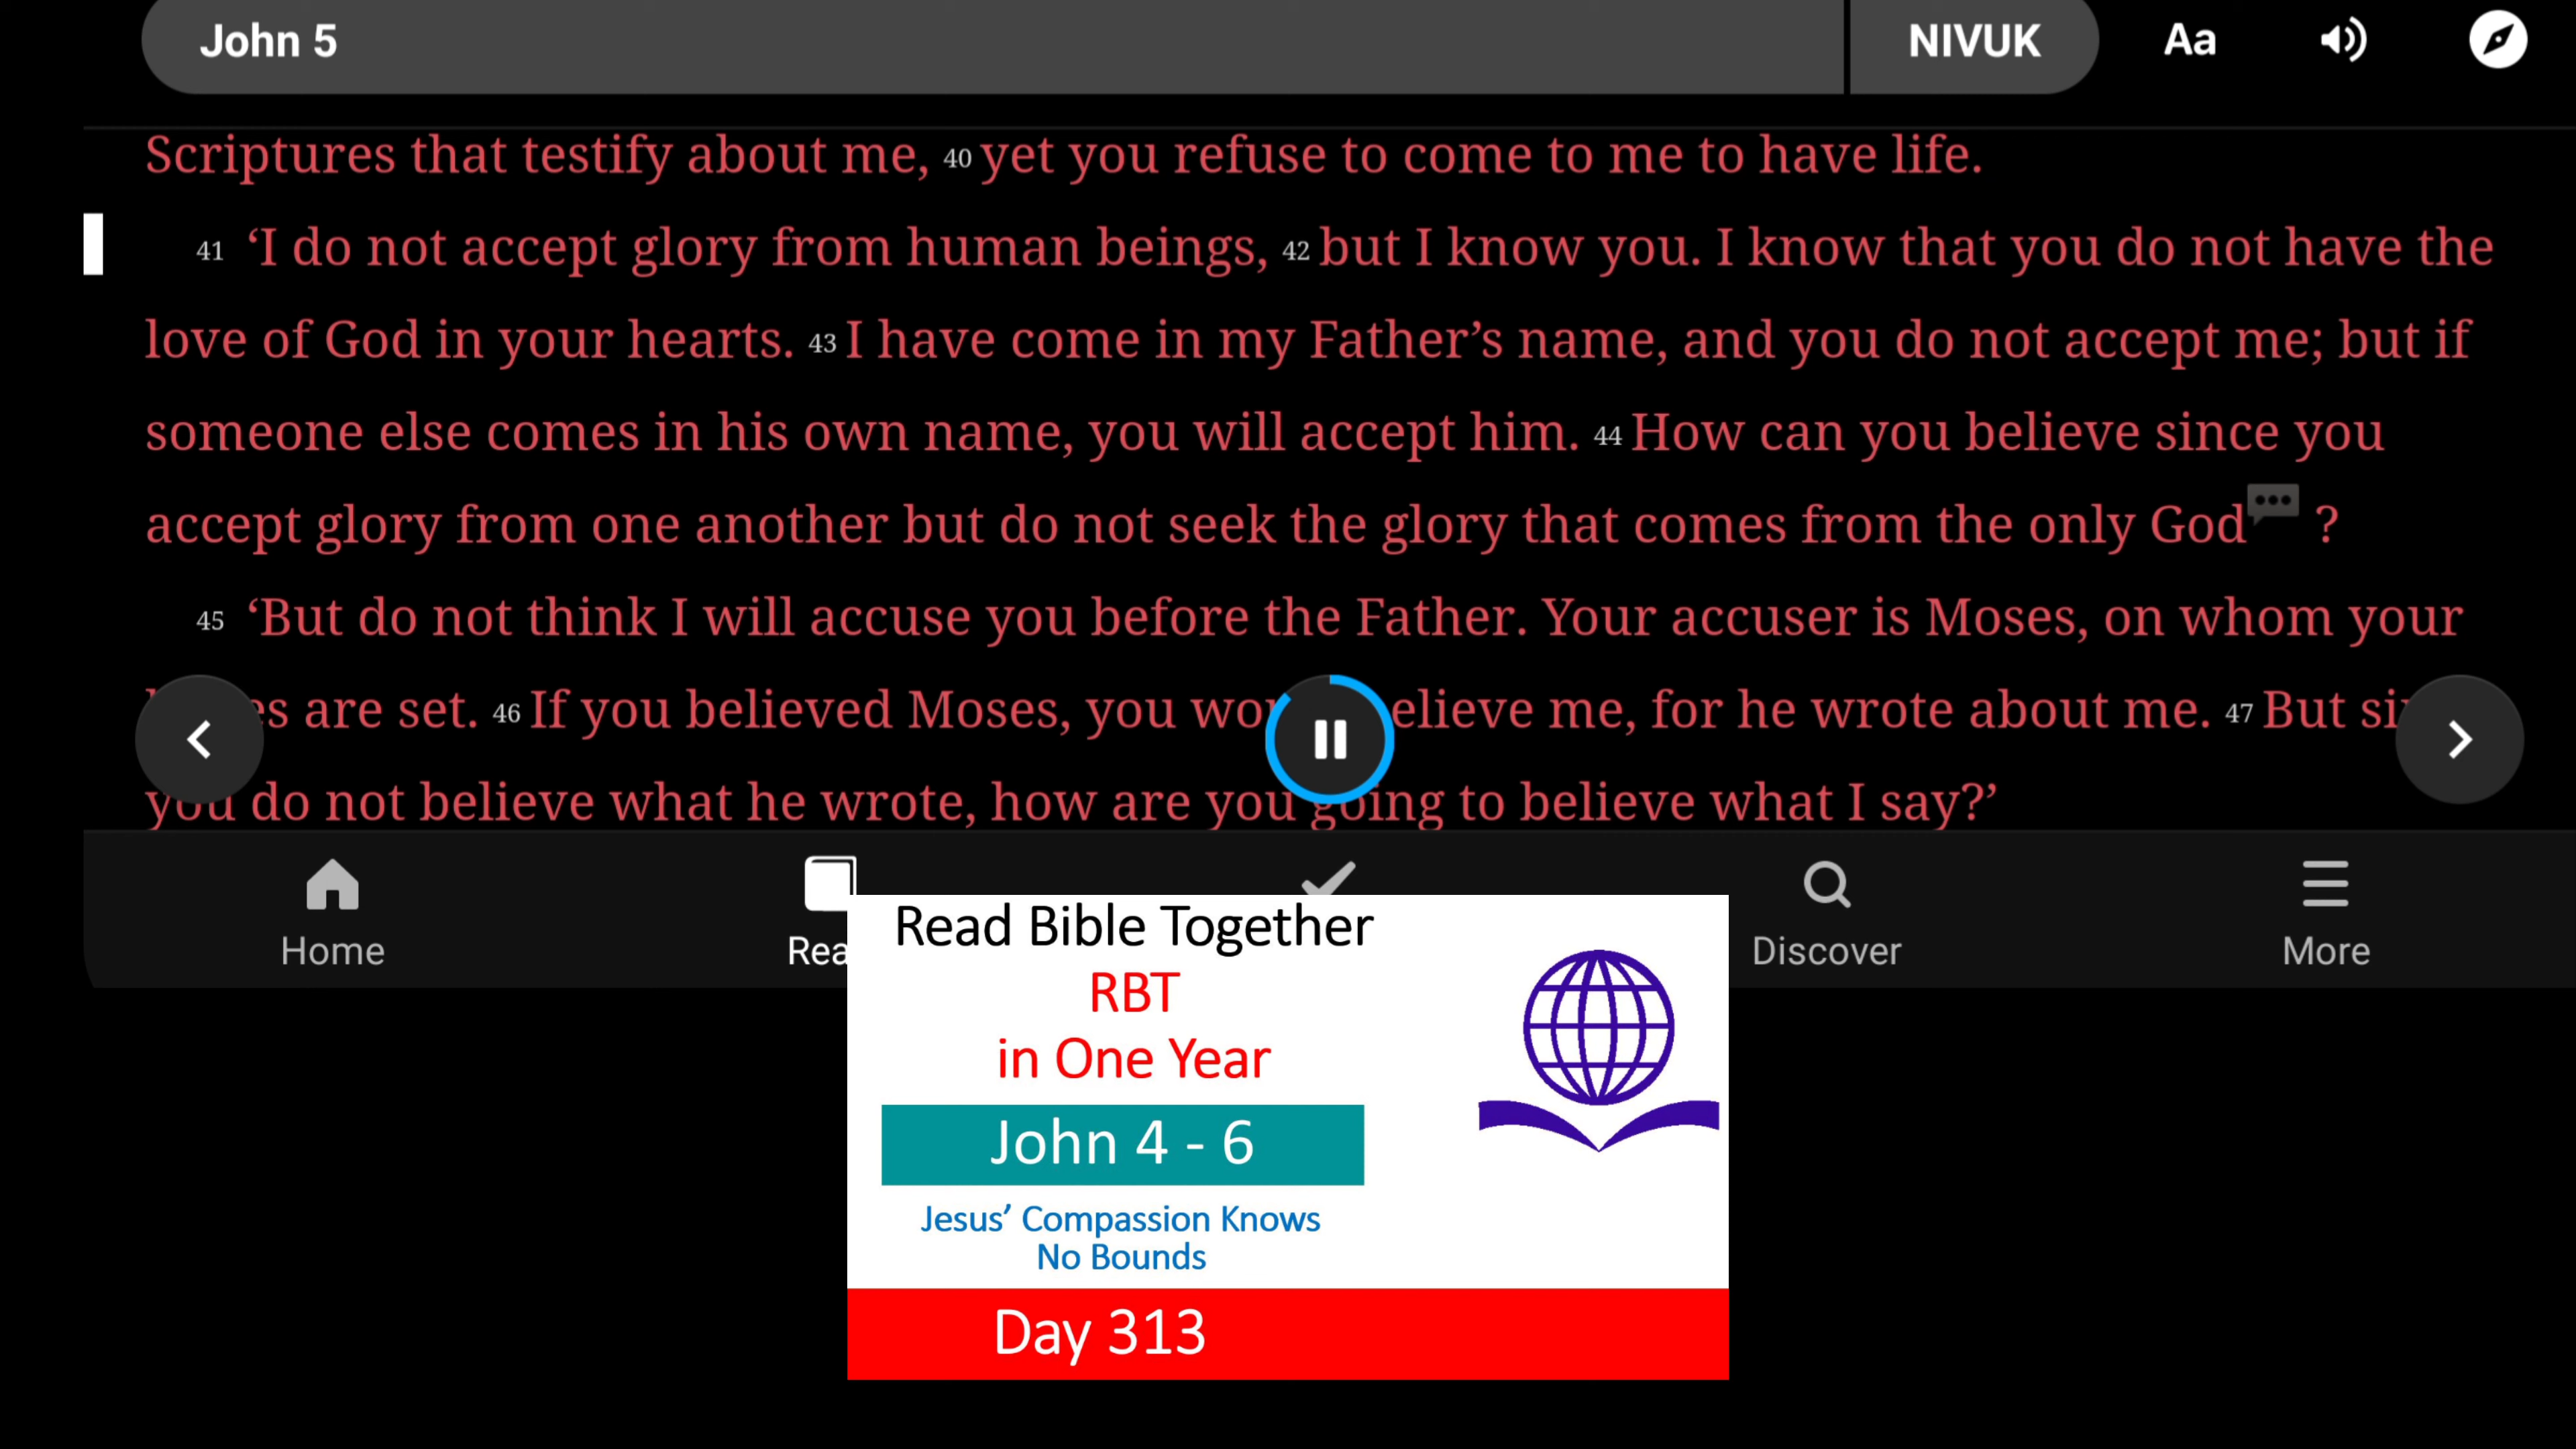 John 5 NIVUK Aa
Scriptures that testify about me, 40 yet you refuse to come to me to have life.
41 ‘I do not accept glory from human beings, 42 but I know you. I know that you do not have the
love of God in your hearts. 43 I have come in my Father’s name, and you do not accept me; but if
someone else comes in his own name, you will accept him. 44 How can you believe since you
accept glory from one another but do not seek the glory that comes from the only God ?
45 ‘But do not think I will accuse you before the Father. Your accuser is Moses, on whom your
are set. 46 If you believed Moses, you me, for he wrote about me. 47 But
you do not believe what he wrote, how are you going to believe what I say?’
Home Discover More
Read Bible Together
RBT
in One Year
John 4 - 6
Jesus’ Compassion Knows
No Bounds
Day 313